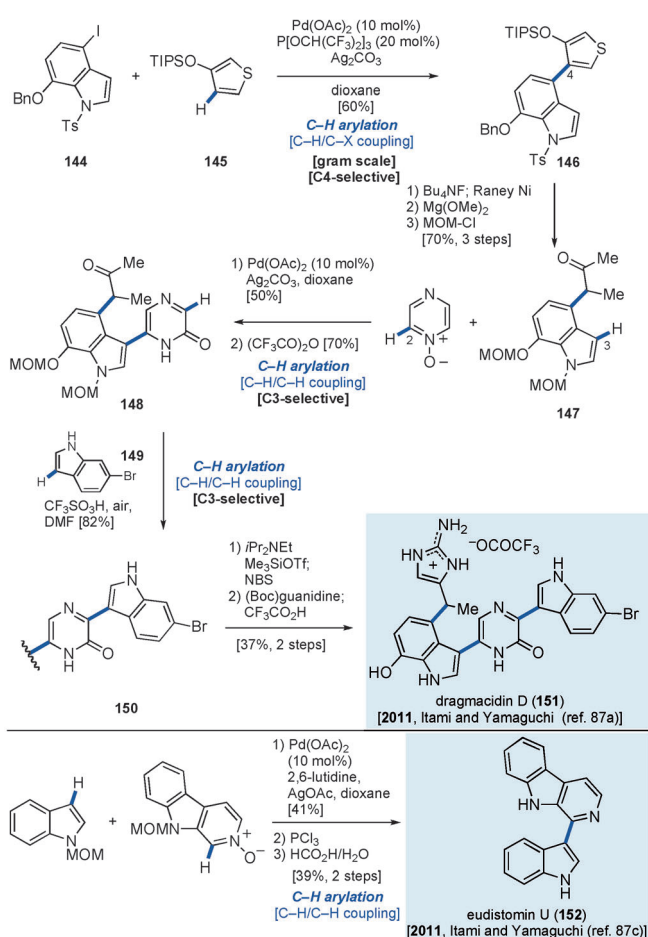 Pd(OAc)2 (10 mol%)
P[OCH(CF3)2]3 (20 mol%)
Ag2CO3
dioxane
[60%]
C–H arylation
[C–H/C–X coupling]
[gram scale]
[C4-selective]
I
BnO
N
Ts
144
+
TIPSO
S
H
145
TIPSO
S
4
BnO
N
Ts
146
1) Bu4NF; Raney Ni
2) Mg(OMe)2
3) MOM-Cl
[70%, 3 steps]
O
Me
H
3
MOMO
N
MOM
147
+
N
H
2
N+
O−
1) Pd(OAc)2 (10 mol%)
Ag2CO3, dioxane
[50%]
2) (CF3CO)2O [70%]
C–H arylation
[C–H/C–H coupling]
[C3-selective]
O
Me
N
H
N
H
O
MOMO
N
MOM
148
H
N
149
H
Br
CF3SO3H, air,
DMF [82%]
C–H arylation
[C–H/C–H coupling]
[C3-selective]
H
N
N
Br
N
H
O
150
1) iPr2NEt
Me3SiOTf;
NBS
2) (Boc)guanidine;
CF3CO2H
[37%, 2 steps]
NH2
HN
NH
+
−OCOCF3
Me
H
N
N
Br
N
H
O
HO
N
H
dragmacidin D (151)
[2011, Itami and Yamaguchi (ref. 87a)]
H
N
MOM
+
MOMN
N+
O−
H
1) Pd(OAc)2
(10 mol%)
2,6-lutidine,
AgOAc, dioxane
[41%]
2) PCl3
3) HCO2H/H2O
[39%, 2 steps]
C–H arylation
[C–H/C–H coupling]
HN
N
N
H
eudistomin U (152)
[2011, Itami and Yamaguchi (ref. 87c)]